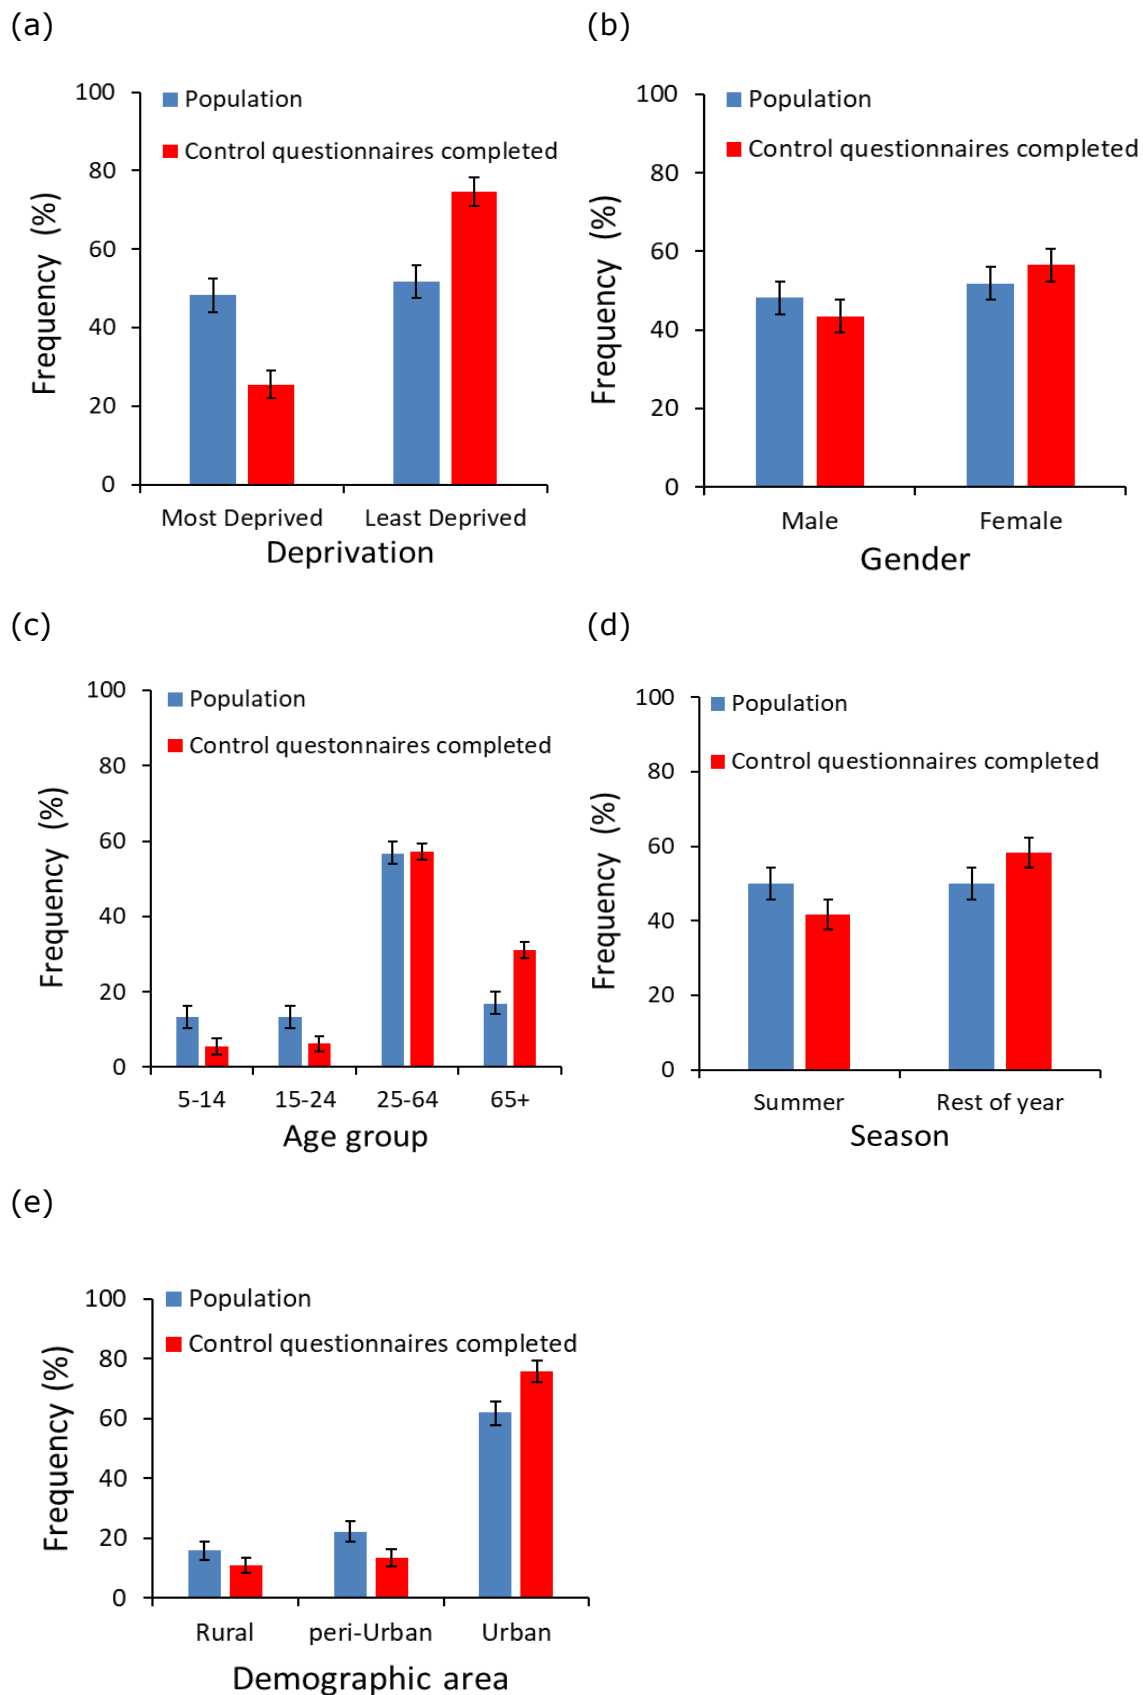 (a)
100
80
60
40
20
0
Frequency (%)
Population
Control questionnaires completed
Most Deprived
Least Deprived
Deprivation
(b)
100
80
60
40
20
0
Frequency (%)
Population
Control questionnaires completed
Male
Female
Gender
(c)
100
80
60
40
20
0
Frequency (%)
Population
Control questonnaires completed
5-14
15-24
25-64
65+
Age group
(d)
100
80
60
40
20
0
Frequency (%)
Population
Control questionnaires completed
Summer
Rest of year
Season
(e)
100
80
60
40
20
0
Frequency (%)
Population
Control questionnaires completed
Rural
peri-Urban
Urban
Demographic area